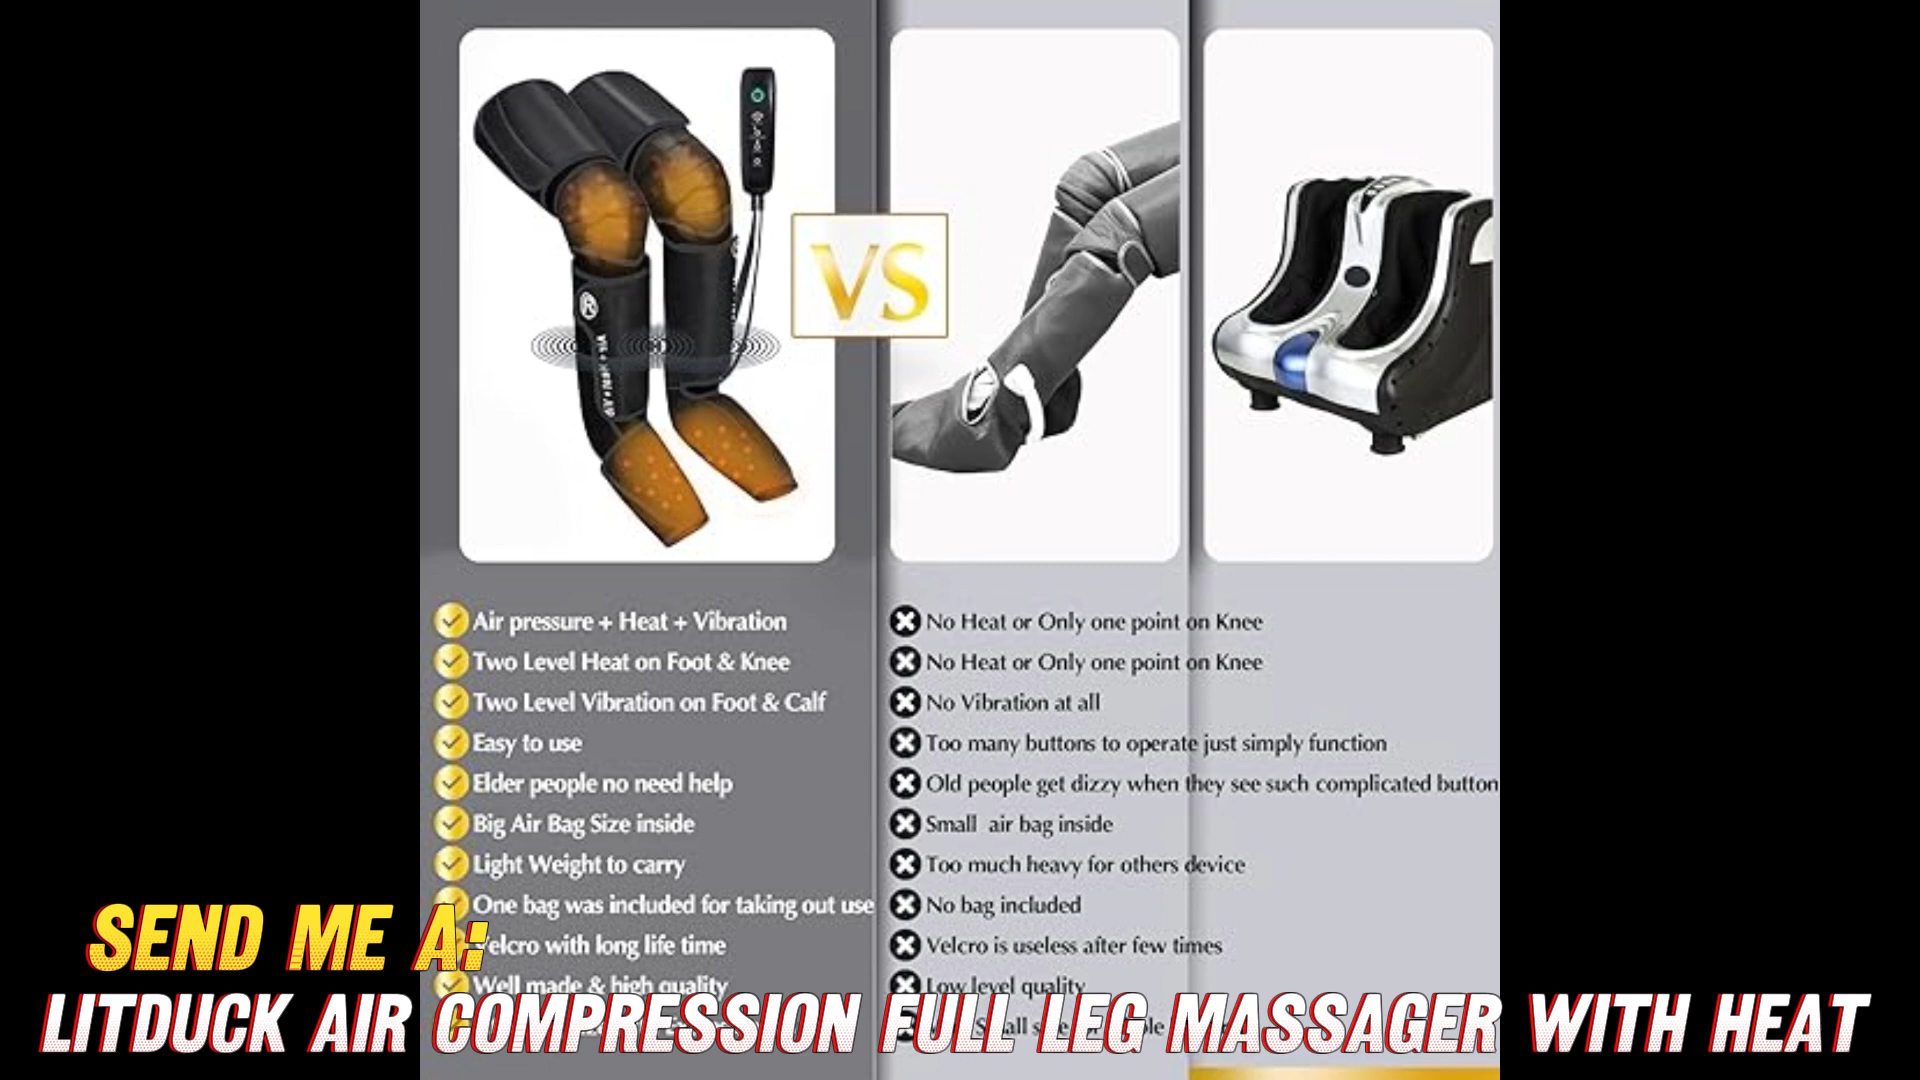 VS
Air pressure + Heat + Vibration
Two Level Heat on Foot & Knee
Two Level Vibration on Foot & Calf
Easy to use
Elder people no need help
Big Air Bag Size inside
Light Weight to carry
One bag was included for taking out use
Velcro with long life time
Well made & high quality
No Heat or Only one point on Knee
No Heat or Only one point on Knee
No Vibration at all
Too many buttons to operate just simply function
Old people get dizzy when they see such complicated button
Small air bag inside
Too much heavy for others device
No bag included
Velcro is useless after few times
Low level quality
SEND ME A:
LITDUCK AIR COMPRESSION FULL LEG MASSAGER WITH HEAT